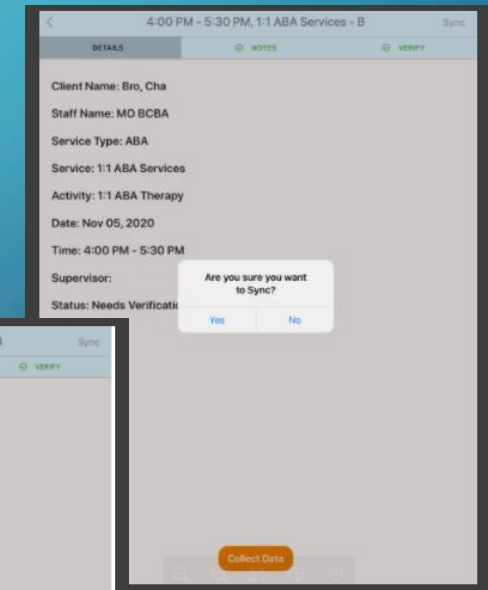 4:00 PM - 5:30 PM, 1:1 ABA Services - B Sync
DETAILS NOTES VERIFY
Client Name: Bro, Cha
Staff Name: MO BCBA
Service Type: ABA
Service: 1:1 ABA Services
Activity: 1:1 ABA Therapy
Date: Nov 05, 2020
Time: 4:00 PM - 5:30 PM
Supervisor:
Status: Needs
Are you sure you want
to Sync?
Yes No
Collect Data
Sync
VERIFY